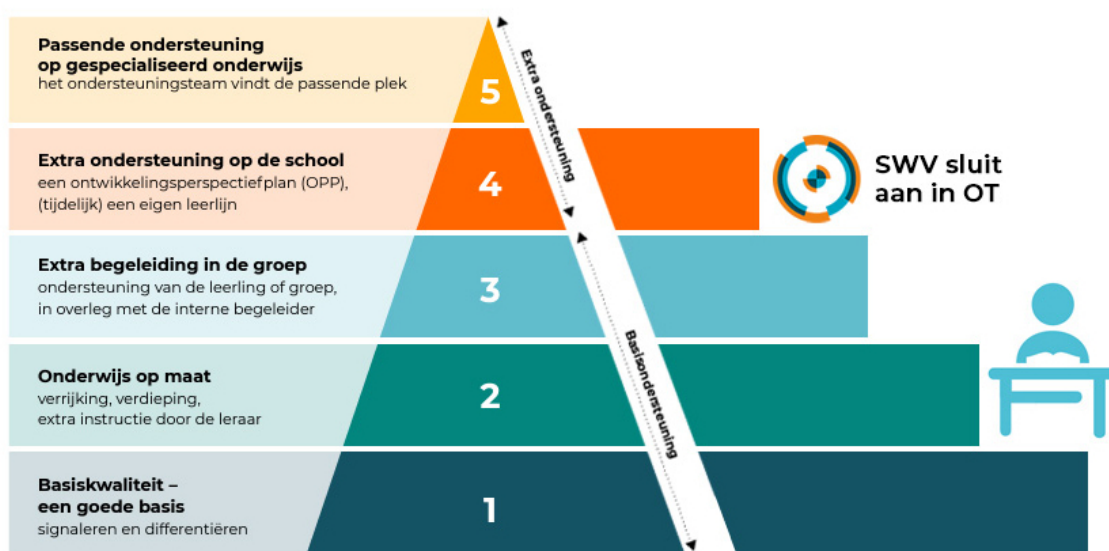 Passende ondersteuning
op gespecialiseerd onderwijs
het ondersteuningsteam vindt de passende plek
5
Extra ondersteuning
Extra ondersteuning op de school
een ontwikkelingsperspectiefplan (OPP),
(tijdelijk) een eigen leerlijn
4
SWV sluit
aan in OT
Extra begeleiding in de groep
ondersteuning van de leerling of groep,
in overleg met de interne begeleider
3
Basisondersteuning
Onderwijs op maat
verrijking, verdieping,
extra instructie door de leraar
2
Basiskwaliteit –
een goede basis
signaleren en differentiëren
1